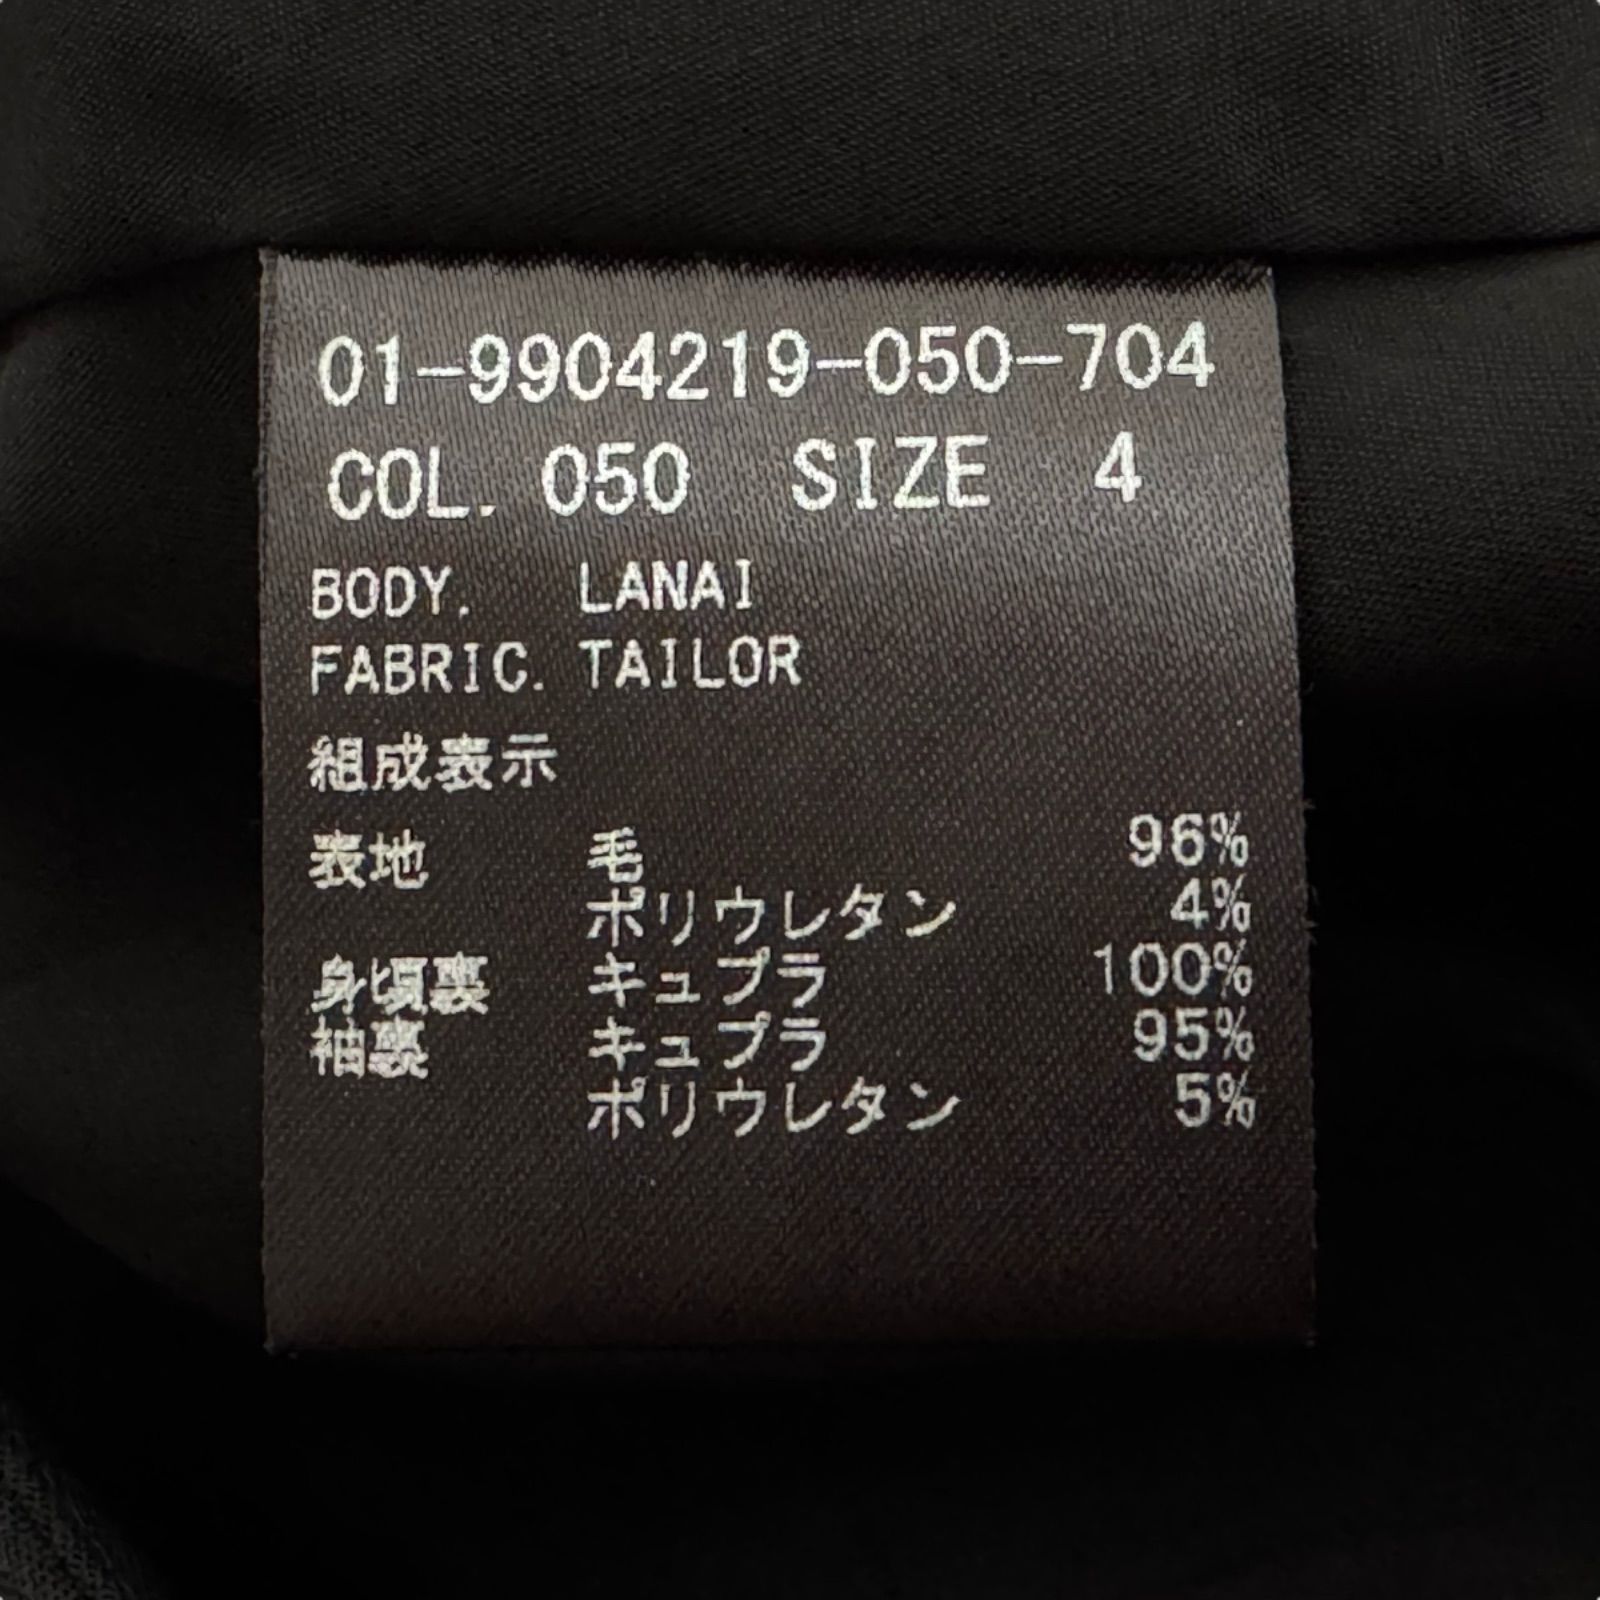 01-9904219-050-704
COL. 050 SIZE 4
BODY. LANAI
FABRIC. TAILOR
組成表示
表地 毛 96%
ポリウレタン 4%
身頃裏 キュプラ 100%
袖裏 キュプラ 95%
ポリウレタン 5%